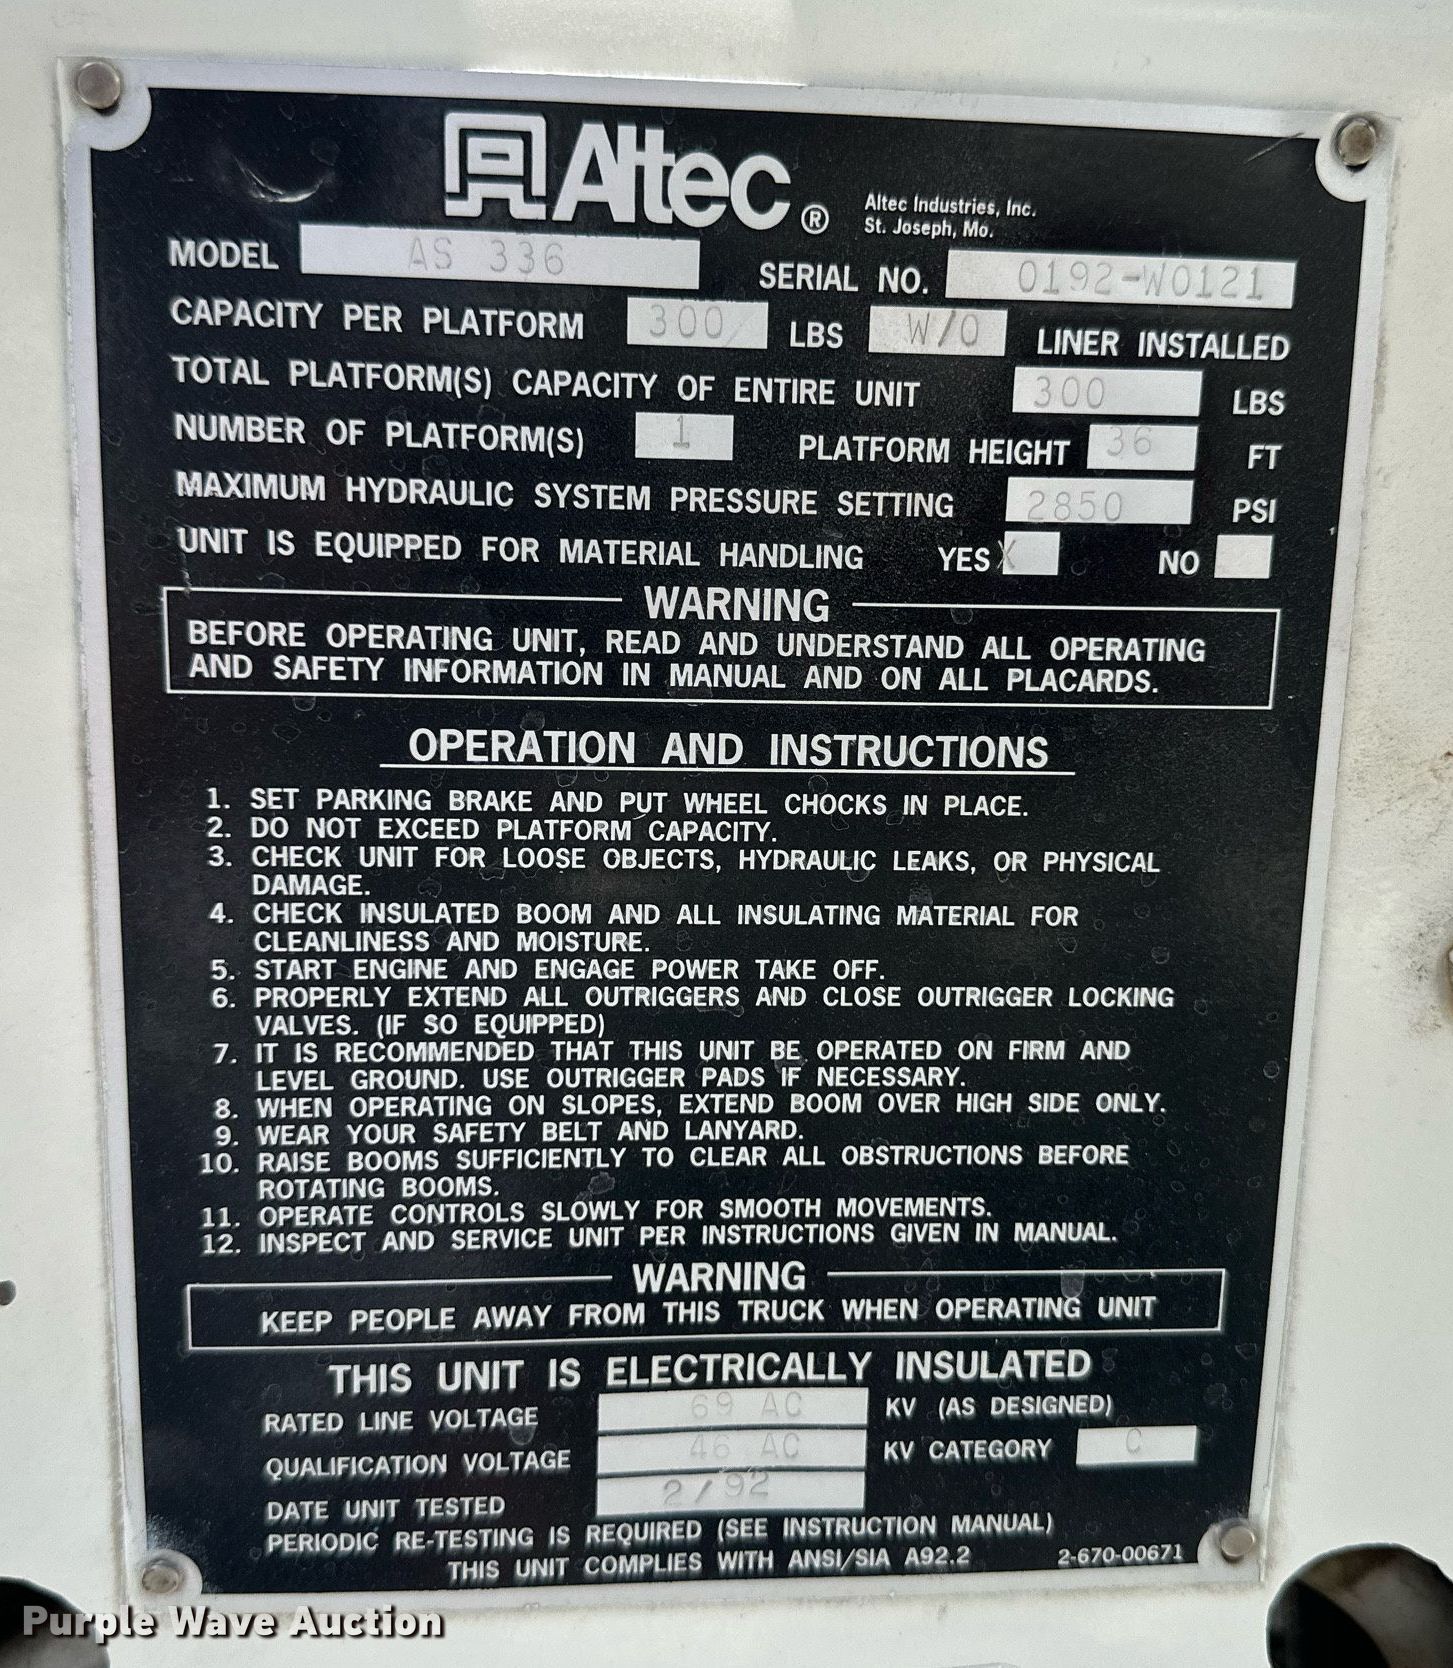 Altec®
Altec Industries, Inc.
St. Joseph, Mo.
MODEL AS 336 SERIAL NO. 0192-W0121
CAPACITY PER PLATFORM 300 LBS W/O LINER INSTALLED
TOTAL PLATFORM(S) CAPACITY OF ENTIRE UNIT 300 LBS
NUMBER OF PLATFORM(S) 1 PLATFORM HEIGHT 36 FT
MAXIMUM HYDRAULIC SYSTEM PRESSURE SETTING 2850 PSI
UNIT IS EQUIPPED FOR MATERIAL HANDLING YES X NO
WARNING
BEFORE OPERATING UNIT, READ AND UNDERSTAND ALL OPERATING
AND SAFETY INFORMATION IN MANUAL AND ON ALL PLACARDS.
OPERATION AND INSTRUCTIONS
1. SET PARKING BRAKE AND PUT WHEEL CHOCKS IN PLACE.
2. DO NOT EXCEED PLATFORM CAPACITY.
3. CHECK UNIT FOR LOOSE OBJECTS, HYDRAULIC LEAKS, OR PHYSICAL
DAMAGE.
4. CHECK INSULATED BOOM AND ALL INSULATING MATERIAL FOR
CLEANLINESS AND MOISTURE.
5. START ENGINE AND ENGAGE POWER TAKE OFF.
6. PROPERLY EXTEND ALL OUTRIGGERS AND CLOSE OUTRIGGER LOCKING
VALVES. (IF SO EQUIPPED)
7. IT IS RECOMMENDED THAT THIS UNIT BE OPERATED ON FIRM AND
LEVEL GROUND. USE OUTRIGGER PADS IF NECESSARY.
8. WHEN OPERATING ON SLOPES, EXTEND BOOM OVER HIGH SIDE ONLY.
9. WEAR YOUR SAFETY BELT AND LANYARD.
10. RAISE BOOMS SUFFICIENTLY TO CLEAR ALL OBSTRUCTIONS BEFORE
ROTATING BOOMS.
11. OPERATE CONTROLS SLOWLY FOR SMOOTH MOVEMENTS.
12. INSPECT AND SERVICE UNIT PER INSTRUCTIONS GIVEN IN MANUAL.
WARNING
KEEP PEOPLE AWAY FROM THIS TRUCK WHEN OPERATING UNIT
THIS UNIT IS ELECTRICALLY INSULATED
RATED LINE VOLTAGE 69 AC KV (AS DESIGNED)
QUALIFICATION VOLTAGE 46 AC KV CATEGORY C
DATE UNIT TESTED 2/92
PERIODIC RE-TESTING IS REQUIRED (SEE INSTRUCTION MANUAL)
THIS UNIT COMPLIES WITH ANSI/SIA A92.2 2-670-00671
Purple Wave Auction